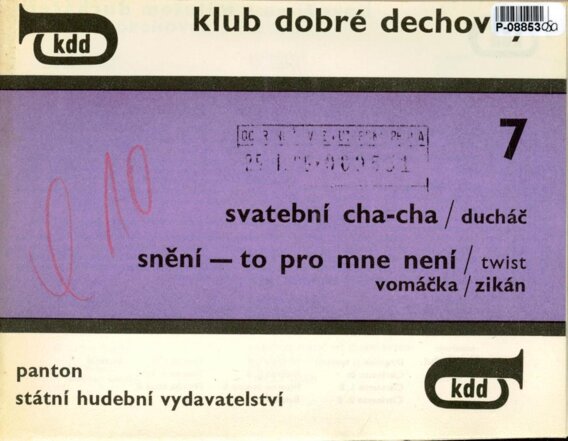 kdd
klub dobré dechov
P-08853
7
svatební cha-cha / ducháč
snění — to pro mne není / twist
vomáčka / zikán
panton
státní hudební vydavatelství
kdd